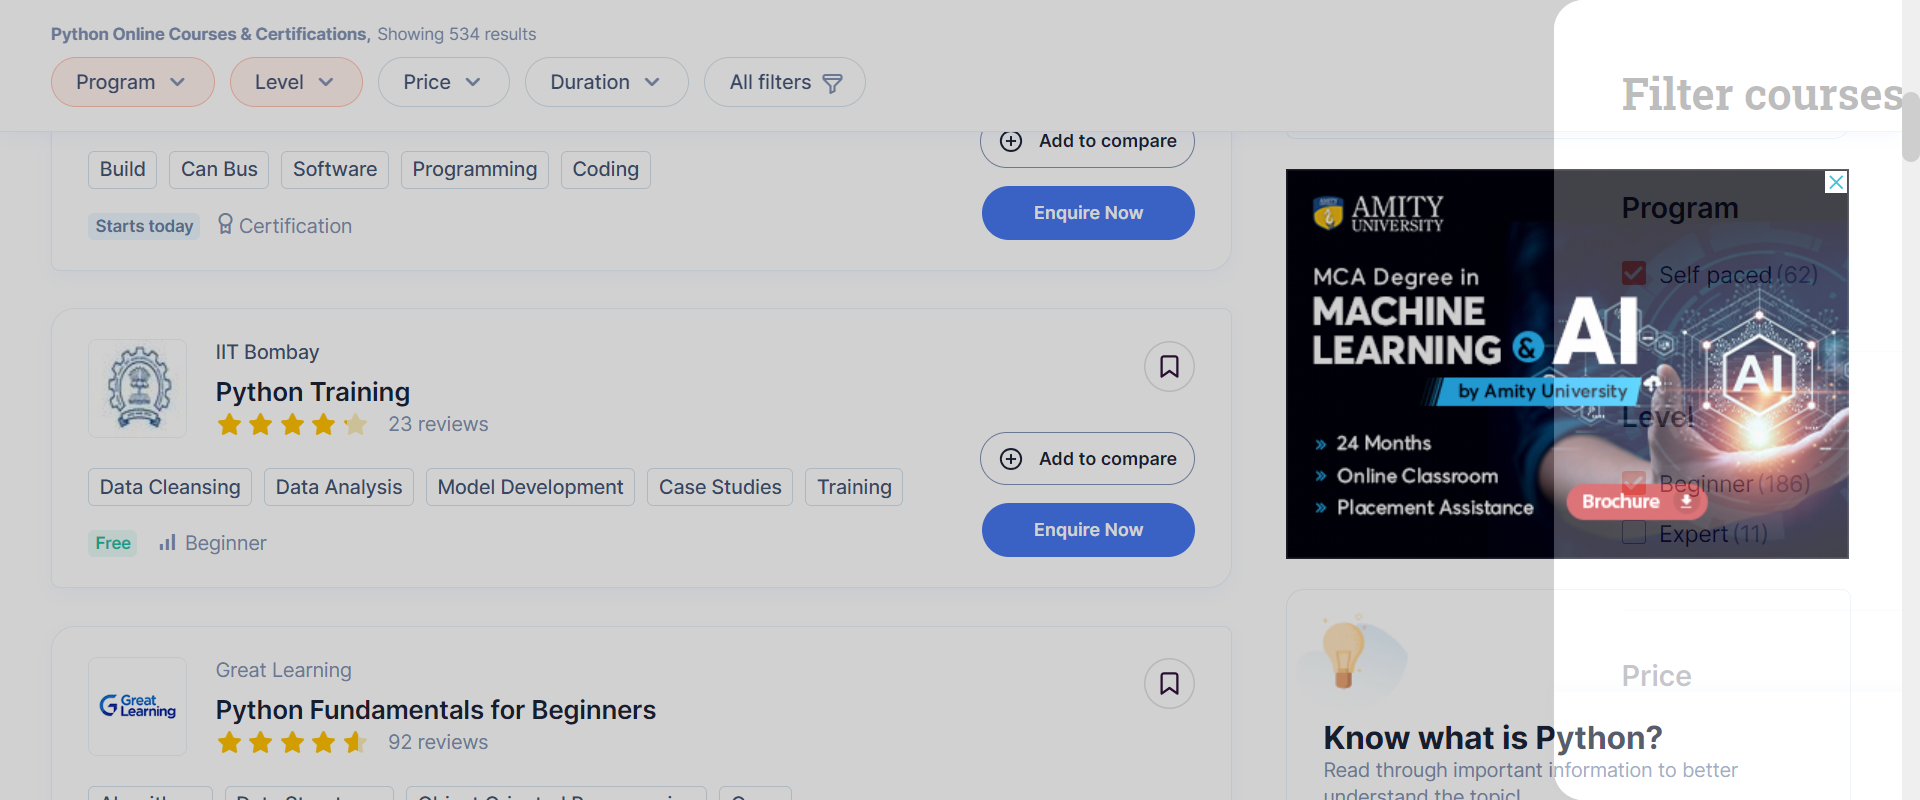 Python Online Courses & Certifications, Showing 534 results
Program
Level
Price
Duration
All filters
Filter courses
Add to compare
Build
Can Bus
Software
Programming
Coding
Enquire Now
Starts today
Certification
IIT Bombay
Python Training
23 reviews
Add to compare
Data Cleansing
Data Analysis
Model Development
Case Studies
Training
Enquire Now
Free
Beginner
Great Learning
Great Learning
Python Fundamentals for Beginners
92 reviews
AMITY
UNIVERSITY
MCA Degree in
MACHINE
LEARNING & AI
by Amity University
AI
24 Months
Online Classroom
Placement Assistance
Brochure
Program
Self paced (62)
Level
Beginner (186)
Expert (11)
Price
Know what is Python?
Read through important information to better
understand the topic!